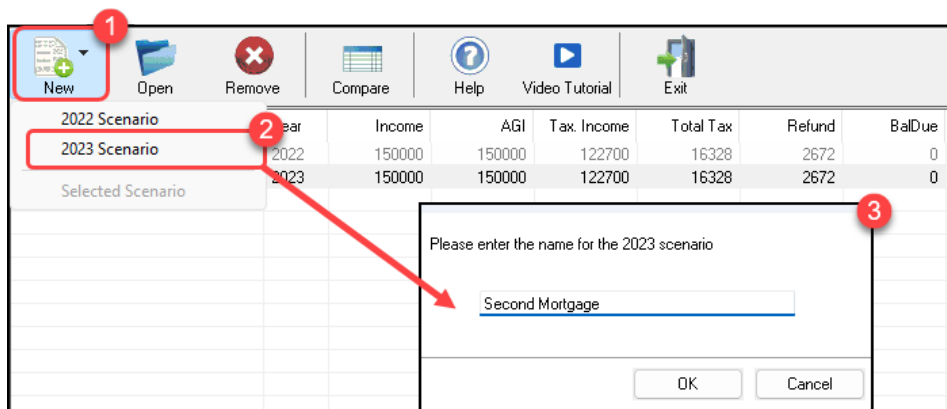 1
New Open Remove Compare Help Video Tutorial Exit
2022 Scenario
2
ear Income AGI Tax. Income Total Tax Refund BalDue
2023 Scenario
2022 150000 150000 122700 16328 2672 0
2023 150000 150000 122700 16328 2672 0
Selected Scenario
3
Please enter the name for the 2023 scenario
Second Mortgage
OK Cancel